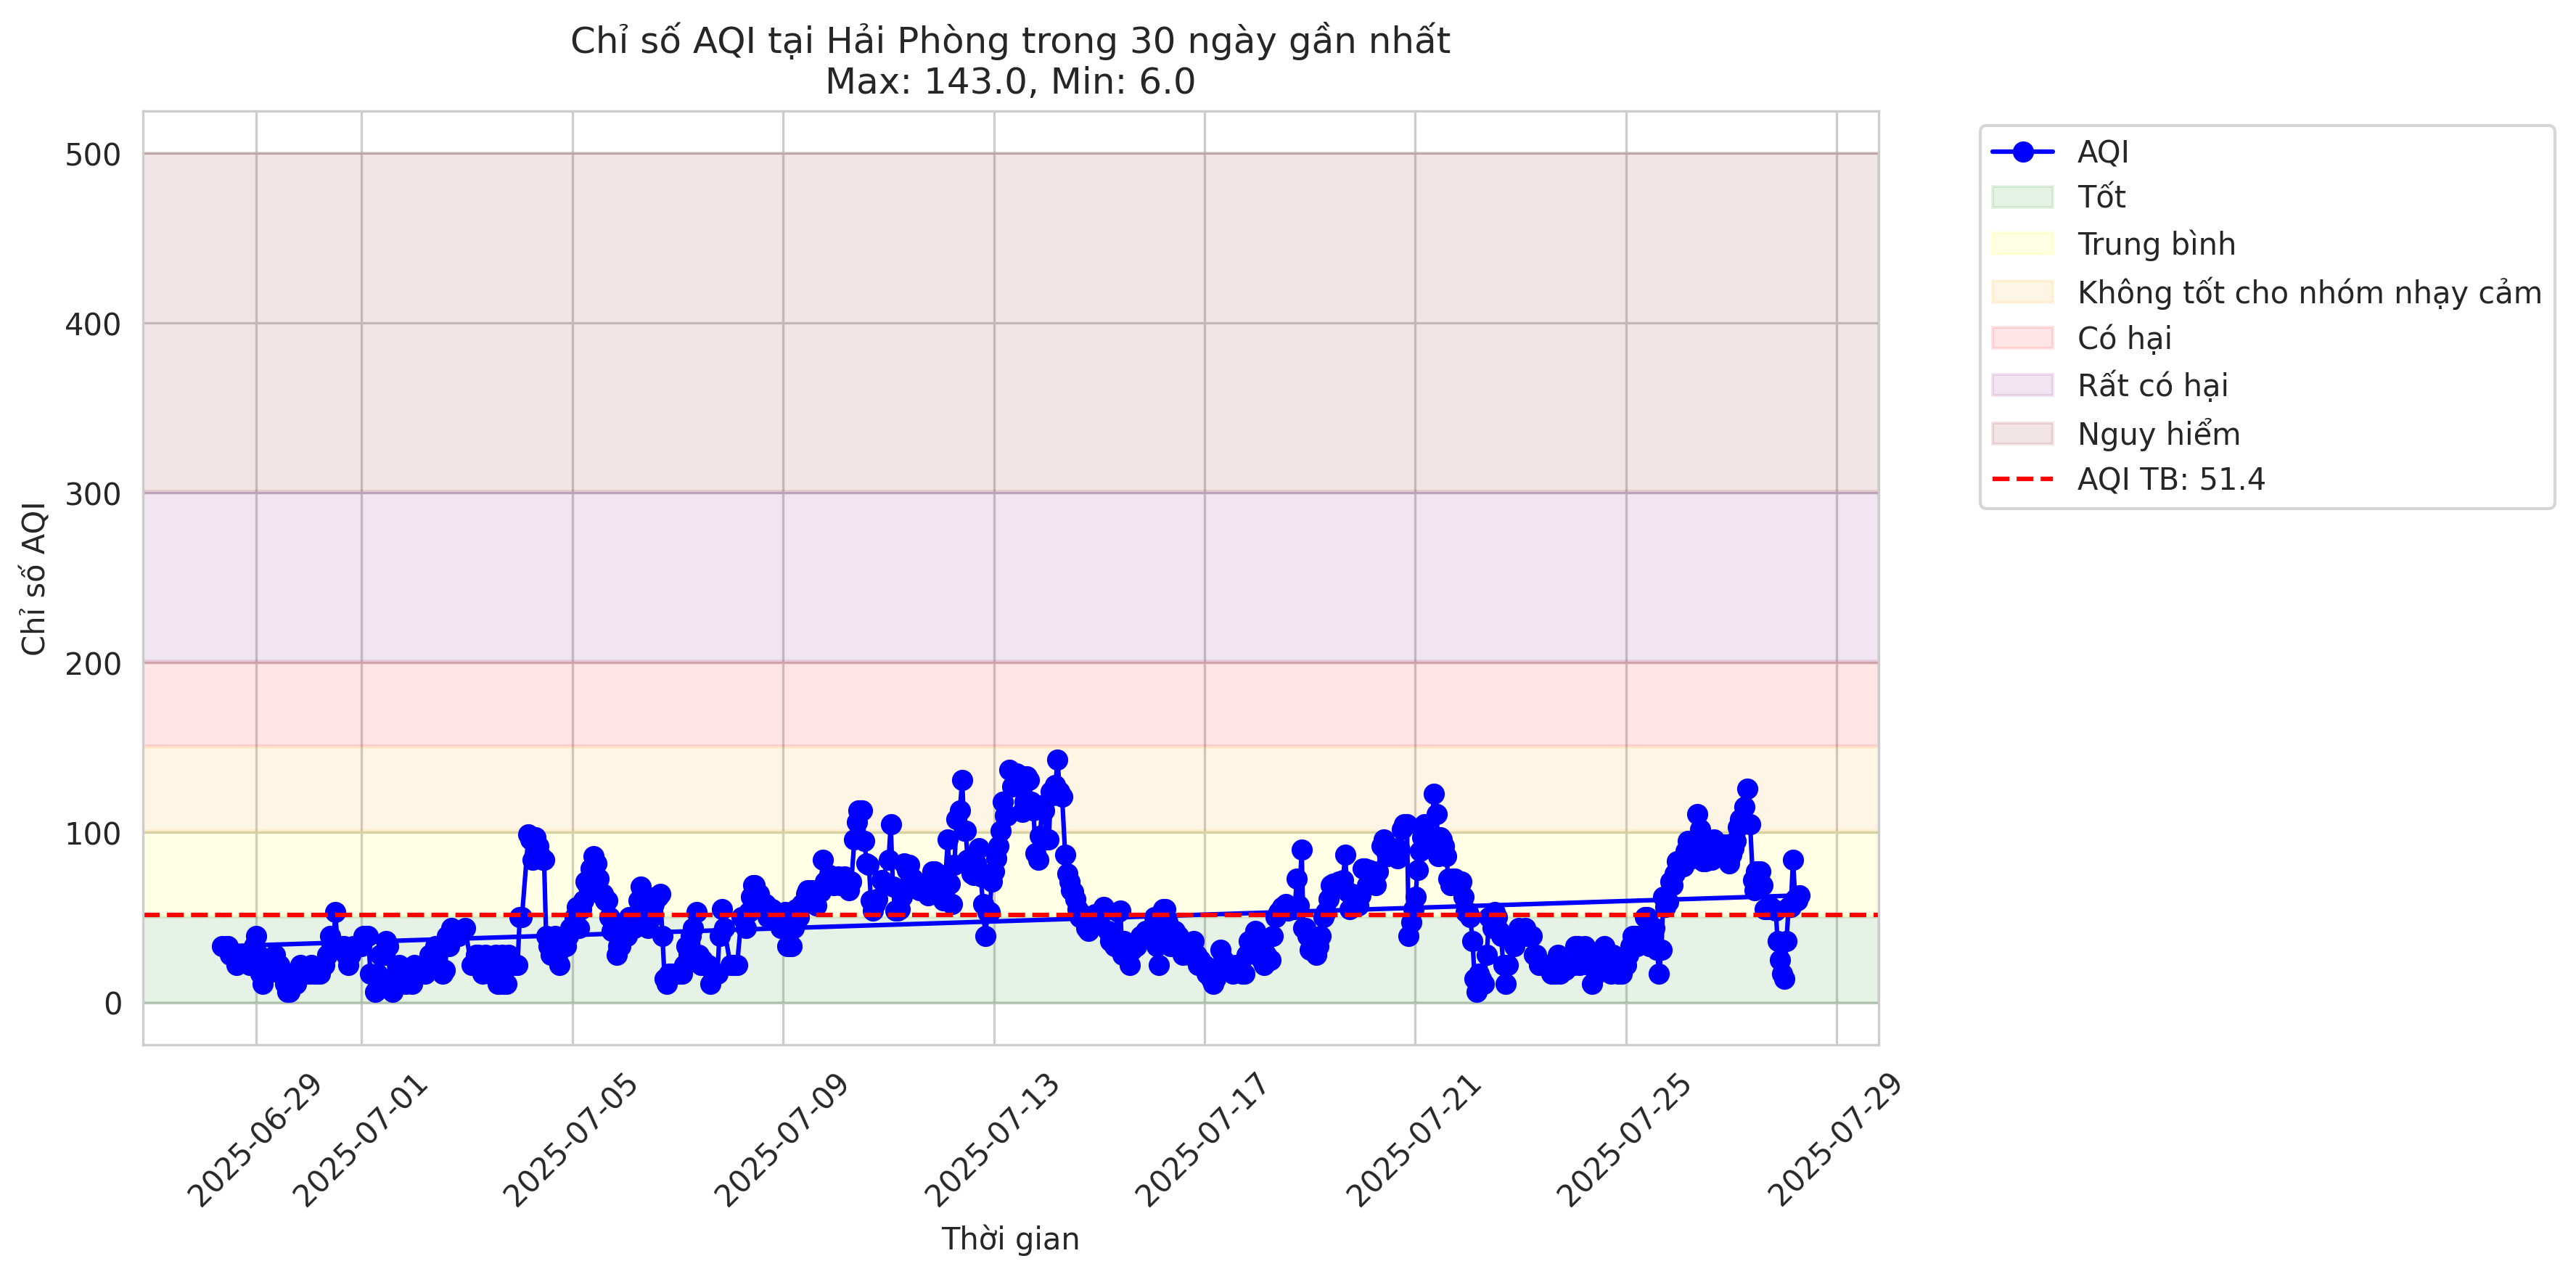 Chỉ số AQI tại Hải Phòng trong 30 ngày gần nhất
Max: 143.0, Min: 6.0
Chỉ số AQI
500
400
300
200
100
0
2025-06-29
2025-07-01
2025-07-05
2025-07-09
2025-07-13
2025-07-17
2025-07-21
2025-07-25
2025-07-29
Thời gian
AQI
Tốt
Trung bình
Không tốt cho nhóm nhạy cảm
Có hại
Rất có hại
Nguy hiểm
AQI TB: 51.4